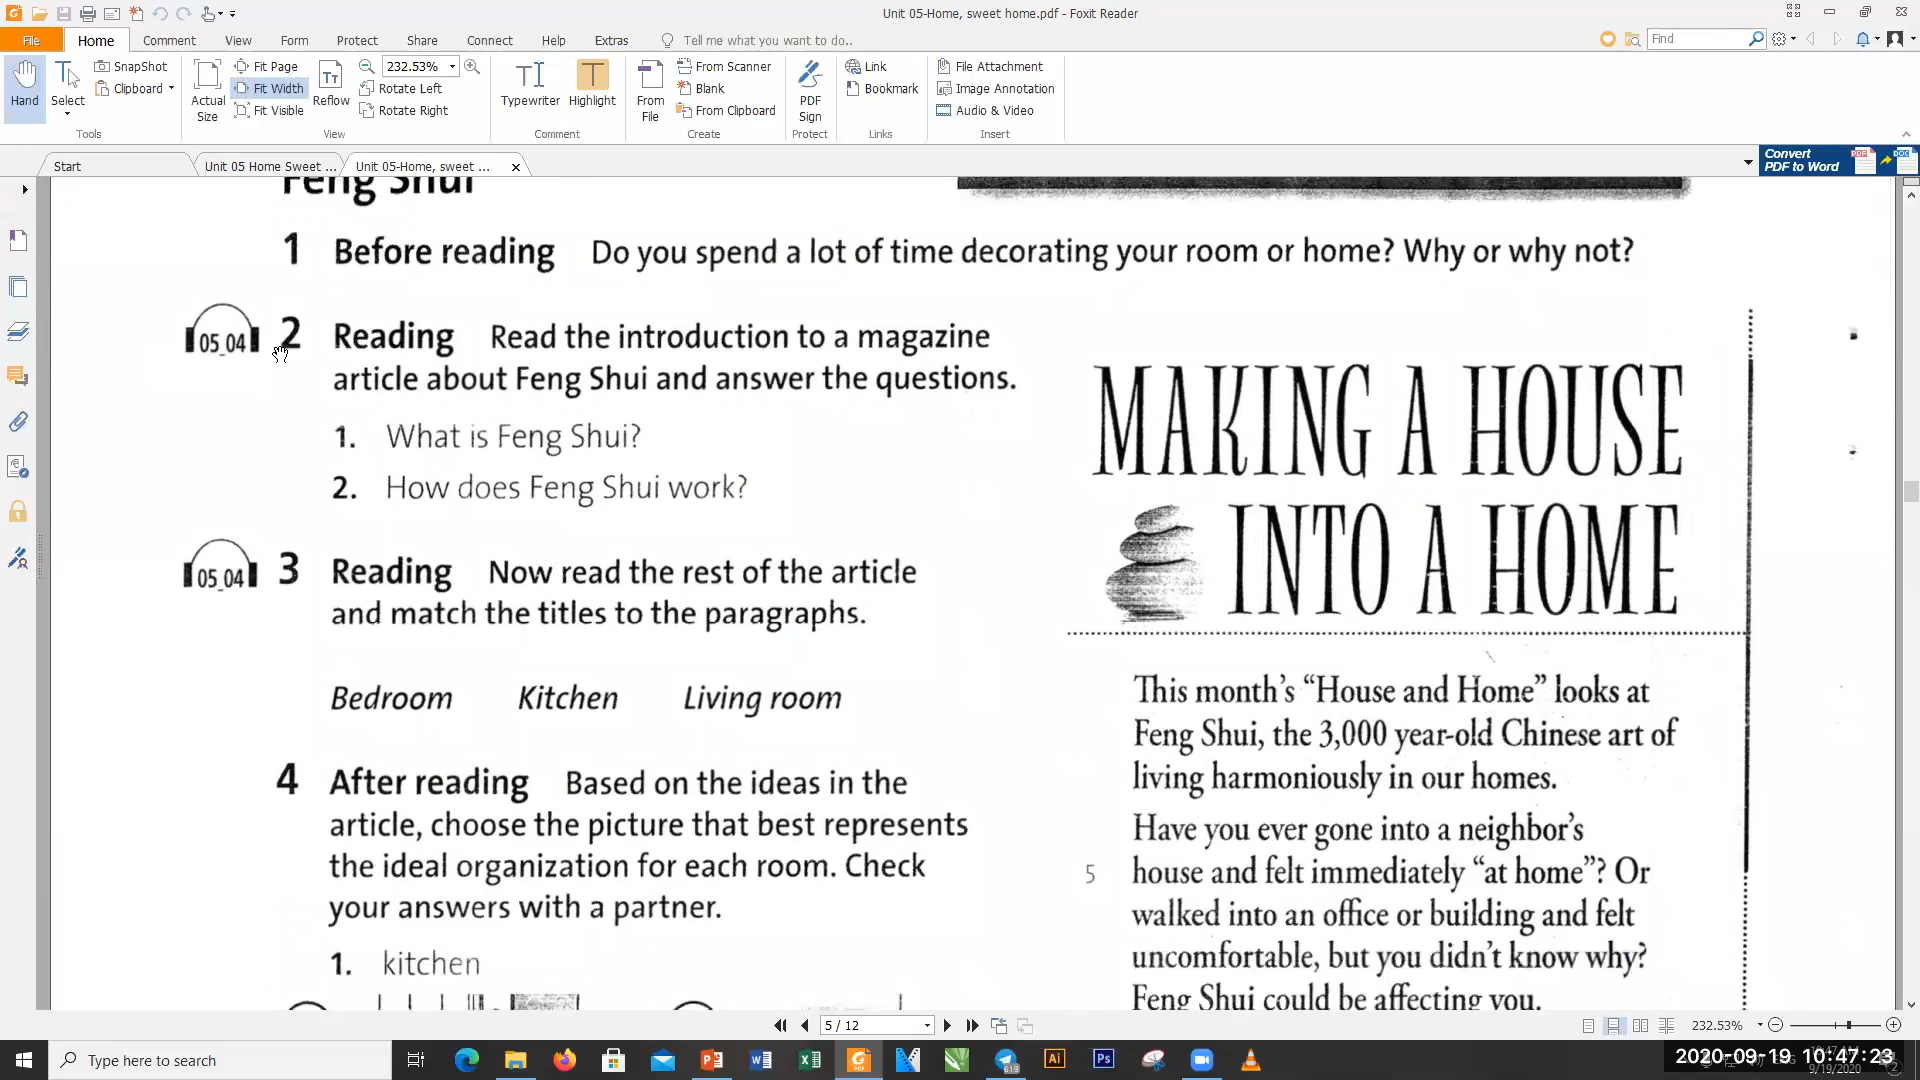 Unit 05-Home, sweet home.pdf - Foxit Reader
File Home Comment View Form Protect Share Connect Help Extras Tell me what you want to do.. Find
Hand
Select
SnapShot
Clipboard
Tools
Actual Size
Fit Page
Fit Width
Fit Visible
Reflow
232.53%
Rotate Left
Rotate Right
View
Typewriter
Highlight
Comment
From File
From Scanner
Blank
From Clipboard
Create
PDF Sign
Protect
Link
Bookmark
Links
File Attachment
Image Annotation
Audio & Video
Insert
Start
Unit 05 Home Sweet ...
Unit 05-Home, sweet ...
Convert
PDF to Word
Feng Shui
1 Before reading Do you spend a lot of time decorating your room or home? Why or why not?
05_04 2 Reading Read the introduction to a magazine
article about Feng Shui and answer the questions.
1. What is Feng Shui?
2. How does Feng Shui work?
05_04 3 Reading Now read the rest of the article
and match the titles to the paragraphs.
Bedroom Kitchen Living room
4 After reading Based on the ideas in the
article, choose the picture that best represents
the ideal organization for each room. Check
your answers with a partner.
1. kitchen
MAKING A HOUSE
INTO A HOME
This month's “House and Home” looks at
Feng Shui, the 3,000 year-old Chinese art of
living harmoniously in our homes.
Have you ever gone into a neighbor's
5 house and felt immediately “at home”? Or
walked into an office or building and felt
uncomfortable, but you didn't know why?
Feng Shui could be affecting you.
5 / 12
232.53%
Type here to search
2020-09-19 10:47:23
9/19/2020